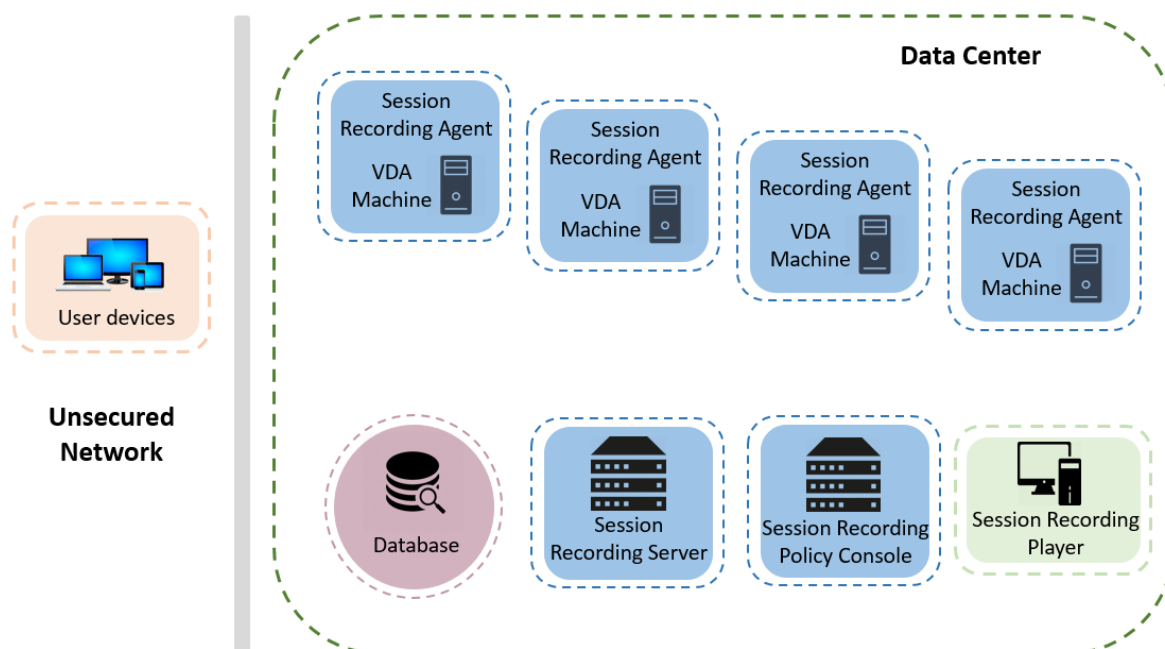 Data Center
Session
Recording Agent
VDA
Machine
Session
Recording Agent
VDA
Machine
Session
Recording Agent
VDA
Machine
Session
Recording Agent
VDA
Machine
User devices
Unsecured
Network
Database
Session
Recording Server
Session Recording
Policy Console
Session Recording
Player